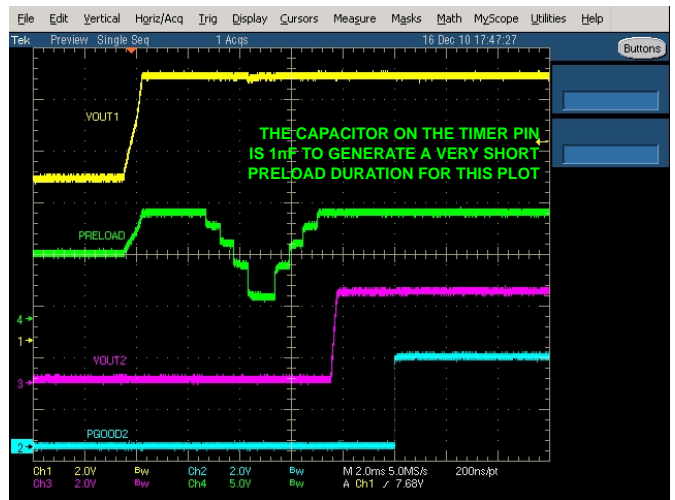 File Edit Vertical Horiz/Acq Trig Display Cursors Measure Masks Math MyScope Utilities Help
Tek Preview Single Seq 1 Acqs 16 Dec 10 17:47:27
Buttons
VOUT1
THE CAPACITOR ON THE TIMER PIN
IS 1nF TO GENERATE A VERY SHORT
PRELOAD DURATION FOR THIS PLOT
PRELOAD
4
1
VOUT2
3
PGOOD2
2
Ch1 2.0V Bw Ch2 2.0V Bw M 2.0ms 5.0MS/s 200ns/pt
Ch3 2.0V Bw Ch4 5.0V Bw A Ch1 / 7.68V